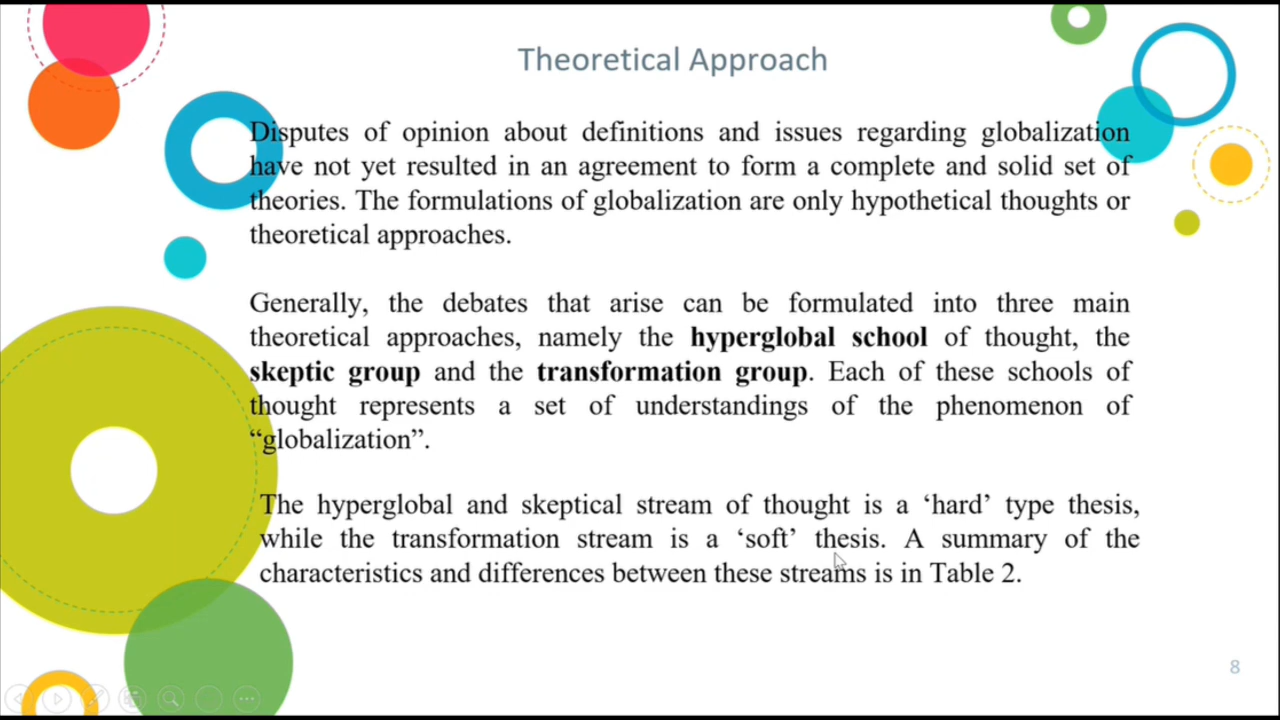 Theoretical Approach
Disputes of opinion about definitions and issues regarding globalization
have not yet resulted in an agreement to form a complete and solid set of
theories. The formulations of globalization are only hypothetical thoughts or
theoretical approaches.
Generally, the debates that arise can be formulated into three main
theoretical approaches, namely the hyperglobal school of thought, the
skeptic group and the transformation group. Each of these schools of
thought represents a set of understandings of the phenomenon of
“globalization”.
The hyperglobal and skeptical stream of thought is a ‘hard’ type thesis,
while the transformation stream is a ‘soft’ thesis. A summary of the
characteristics and differences between these streams is in Table 2.
8